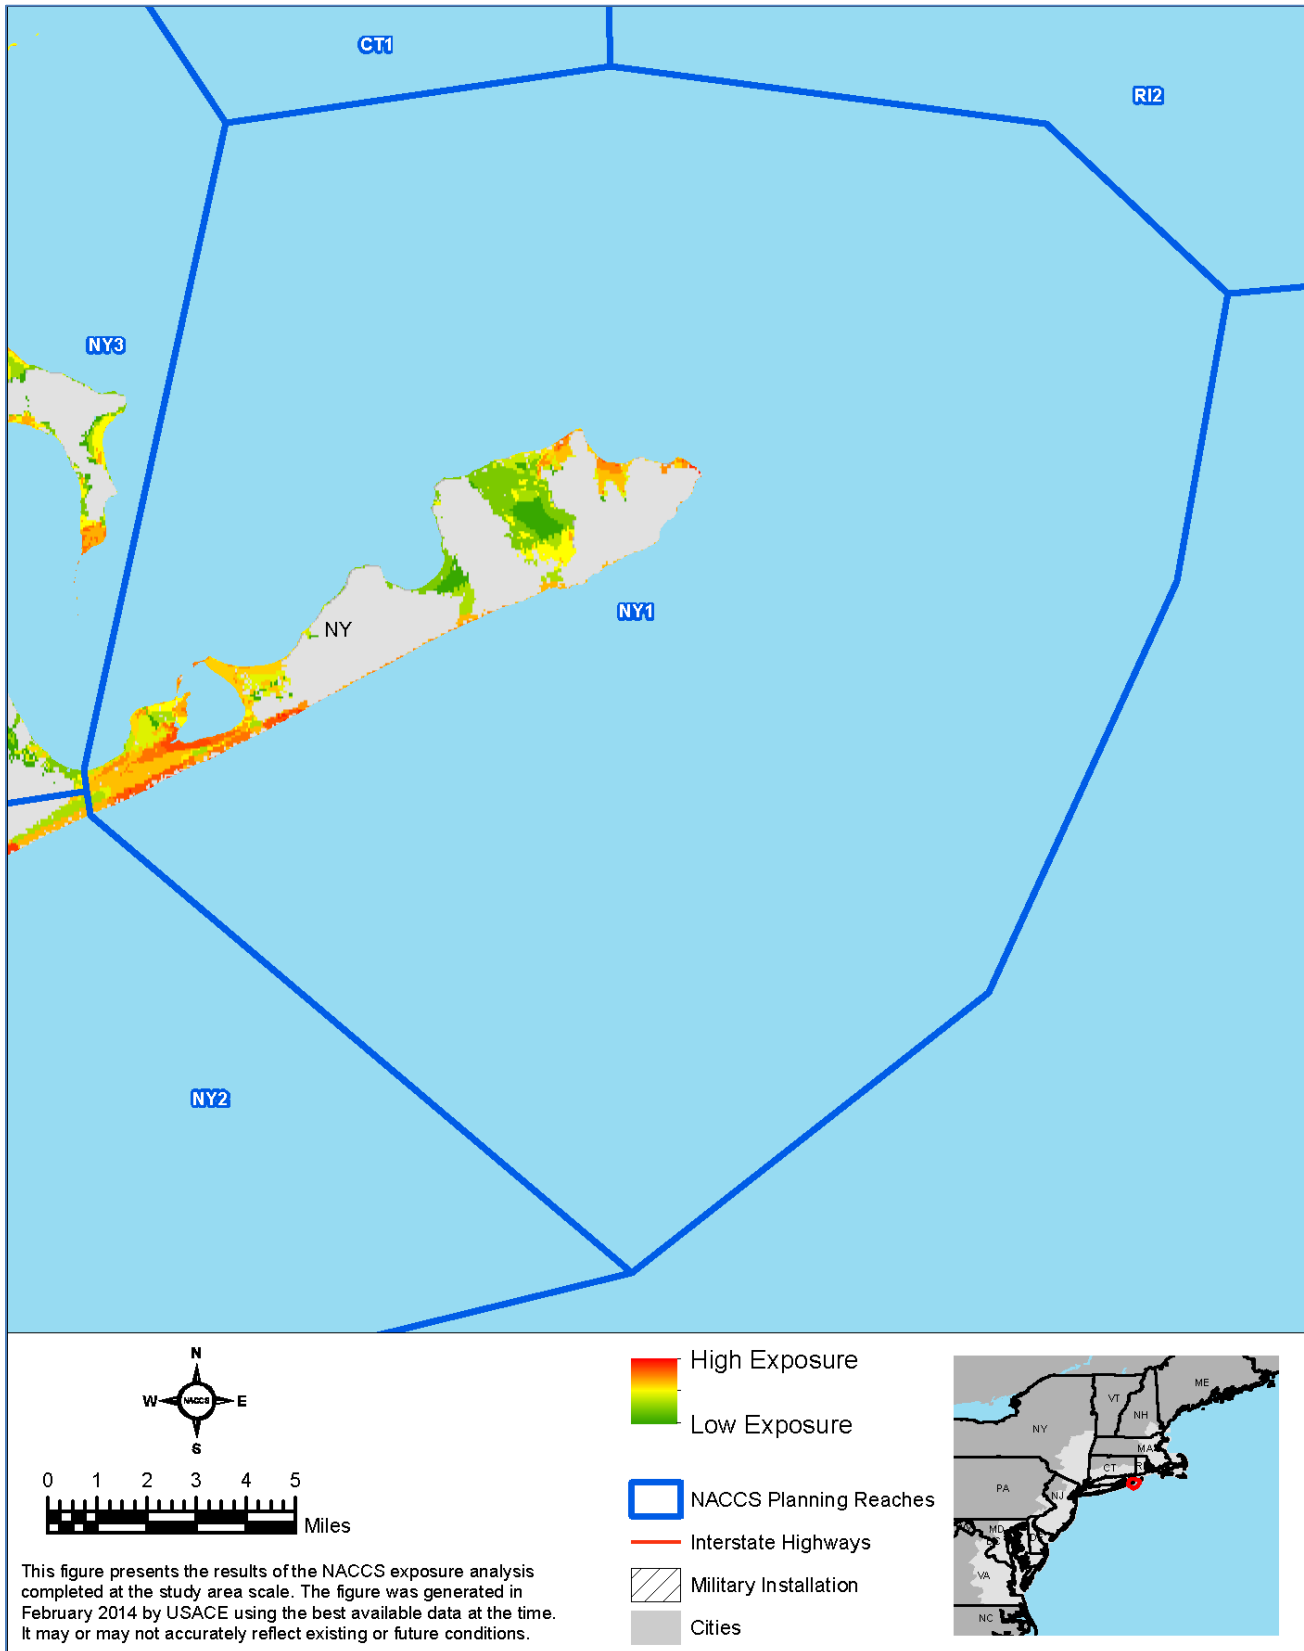 CT1
RI2
NY3
NY1
NY
NY2
N
W NACCS E
S
0 1 2 3 4 5
Miles
This figure presents the results of the NACCS exposure analysis
completed at the study area scale. The figure was generated in
February 2014 by USACE using the best available data at the time.
It may or may not accurately reflect existing or future conditions.
High Exposure
Low Exposure
NACCS Planning Reaches
Interstate Highways
Military Installation
Cities
ME
VT
NH
NY
MA
CT
PA
NJ
MD
VA
NC